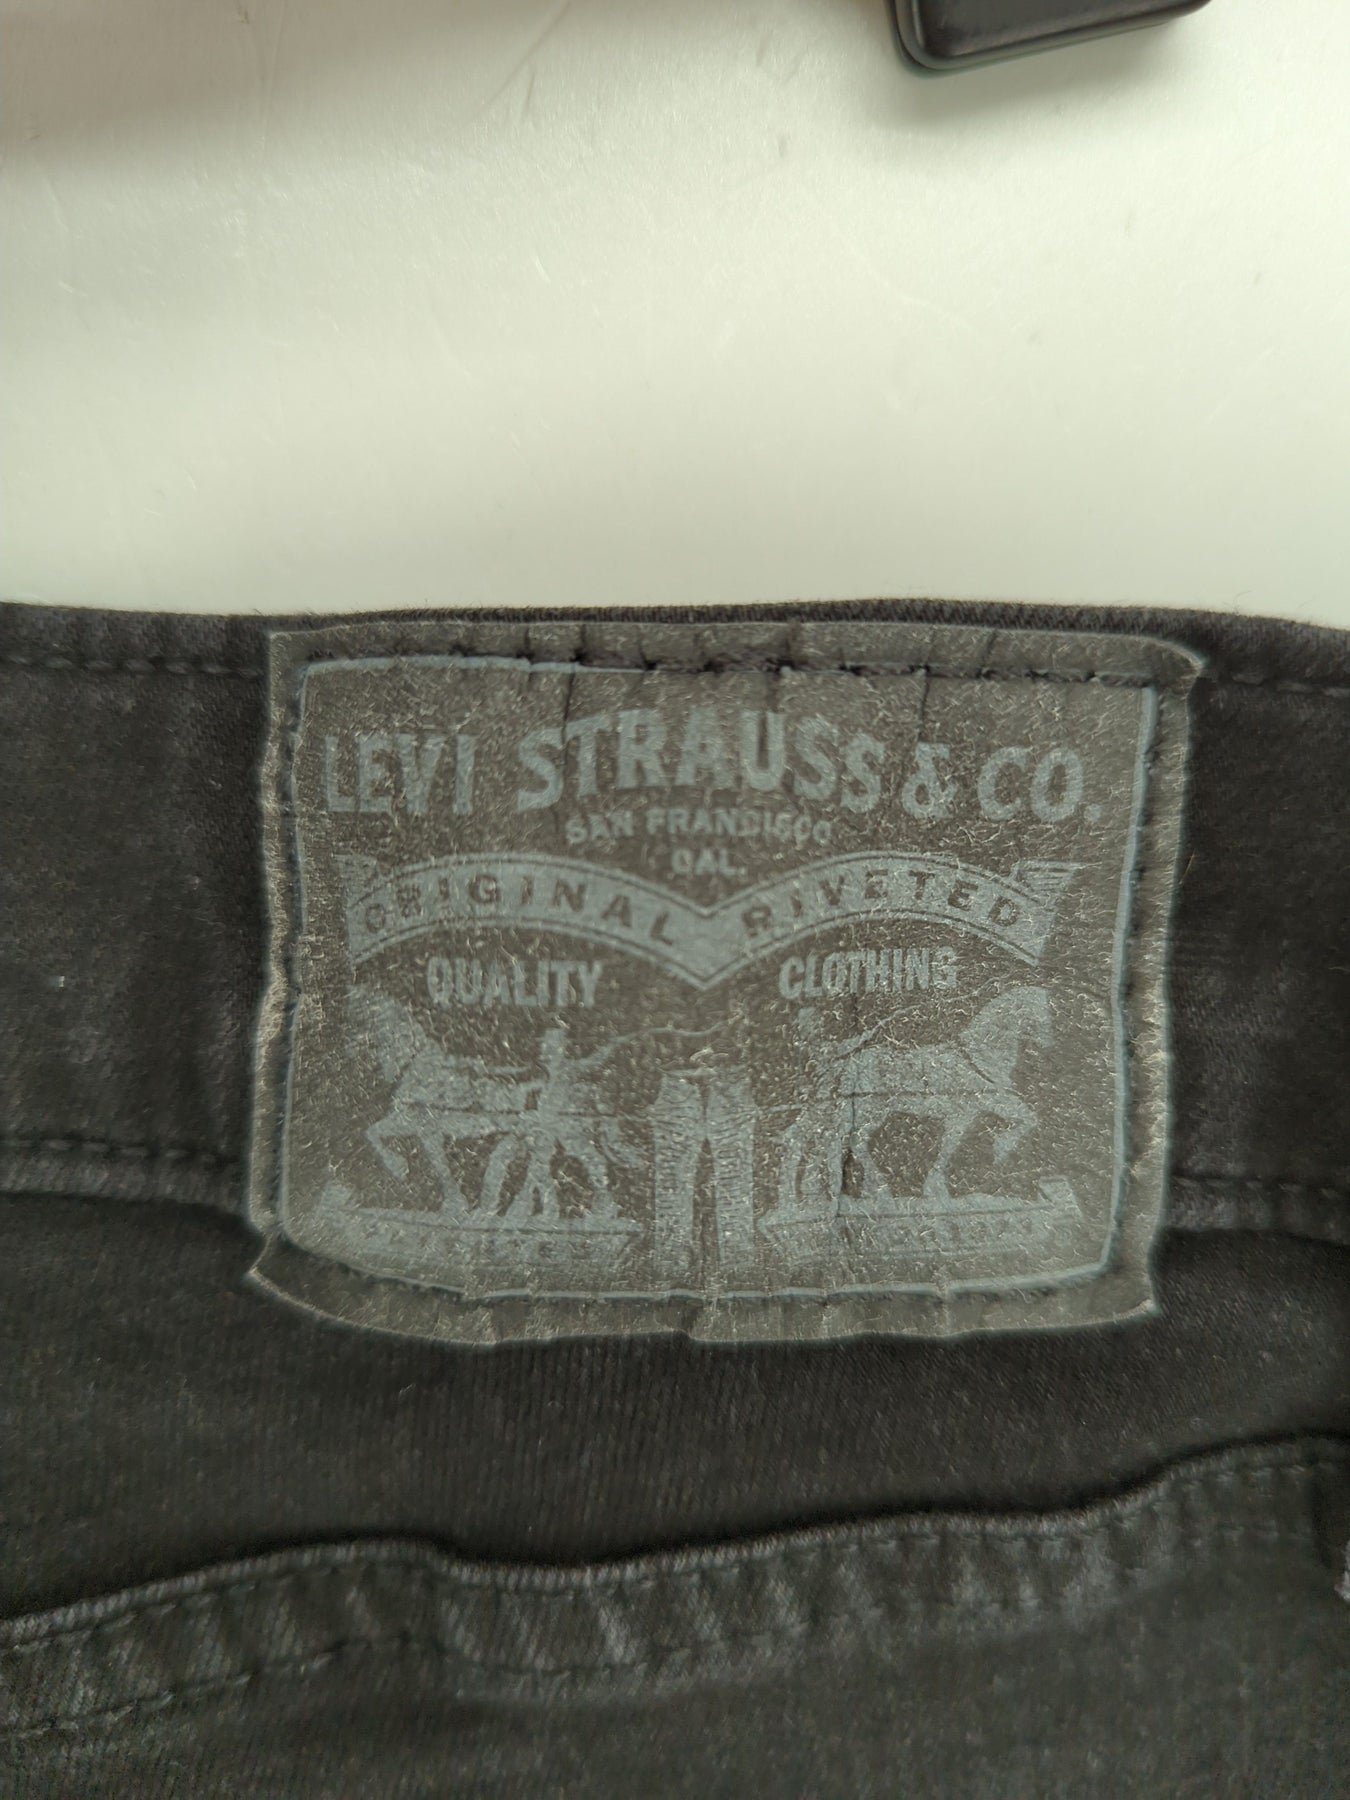 LEVI STRAUSS & CO.
SAN FRANCISCO
CAL.
ORIGINAL RIVETED
QUALITY CLOTHING